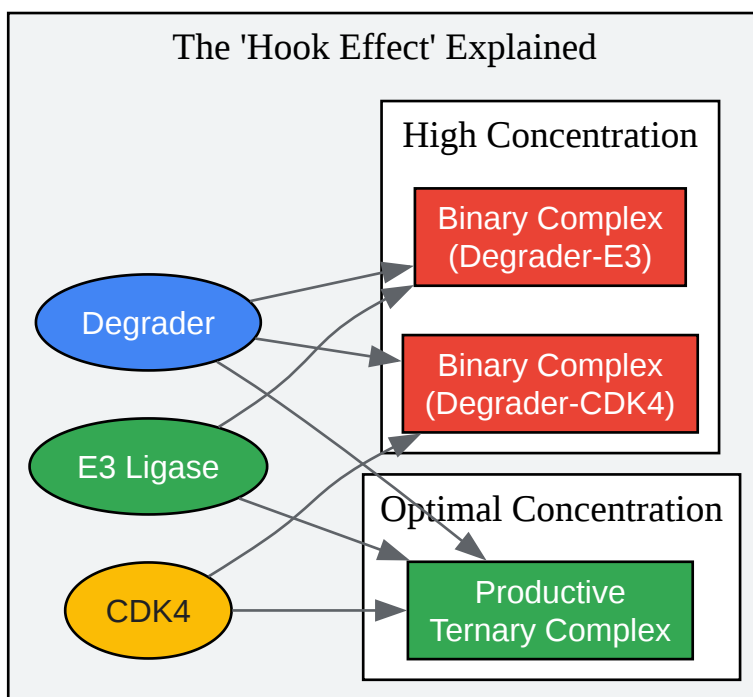 The 'Hook Effect' Explained
High Concentration
Binary Complex
(Degrader-E3)
Degrader
Binary Complex
(Degrader-CDK4)
E3 Ligase
Optimal Concentration
CDK4
Productive
Ternary Complex